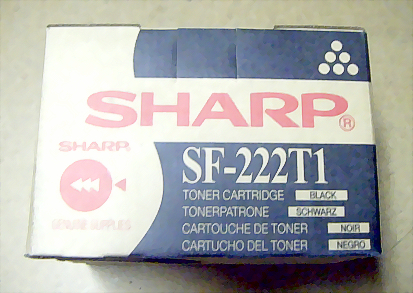 SHARP®
SHARP
GENUINE SUPPLIES
SF-222T1
TONER CARTRIDGE BLACK
TONERPATRONE SCHWARZ
CARTOUCHE DE TONER NOIR
CARTUCHO DEL TONER NEGRO